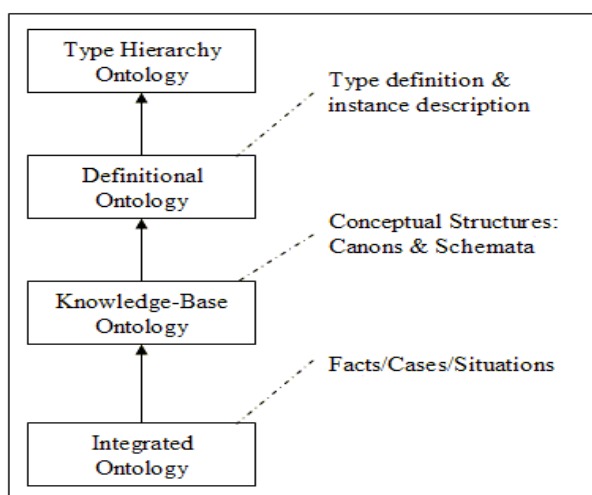 Type Hierarchy
Ontology
Type definition &
instance description
Definitional
Ontology
Conceptual Structures:
Canons & Schemata
Knowledge-Base
Ontology
Facts/Cases/Situations
Integrated
Ontology